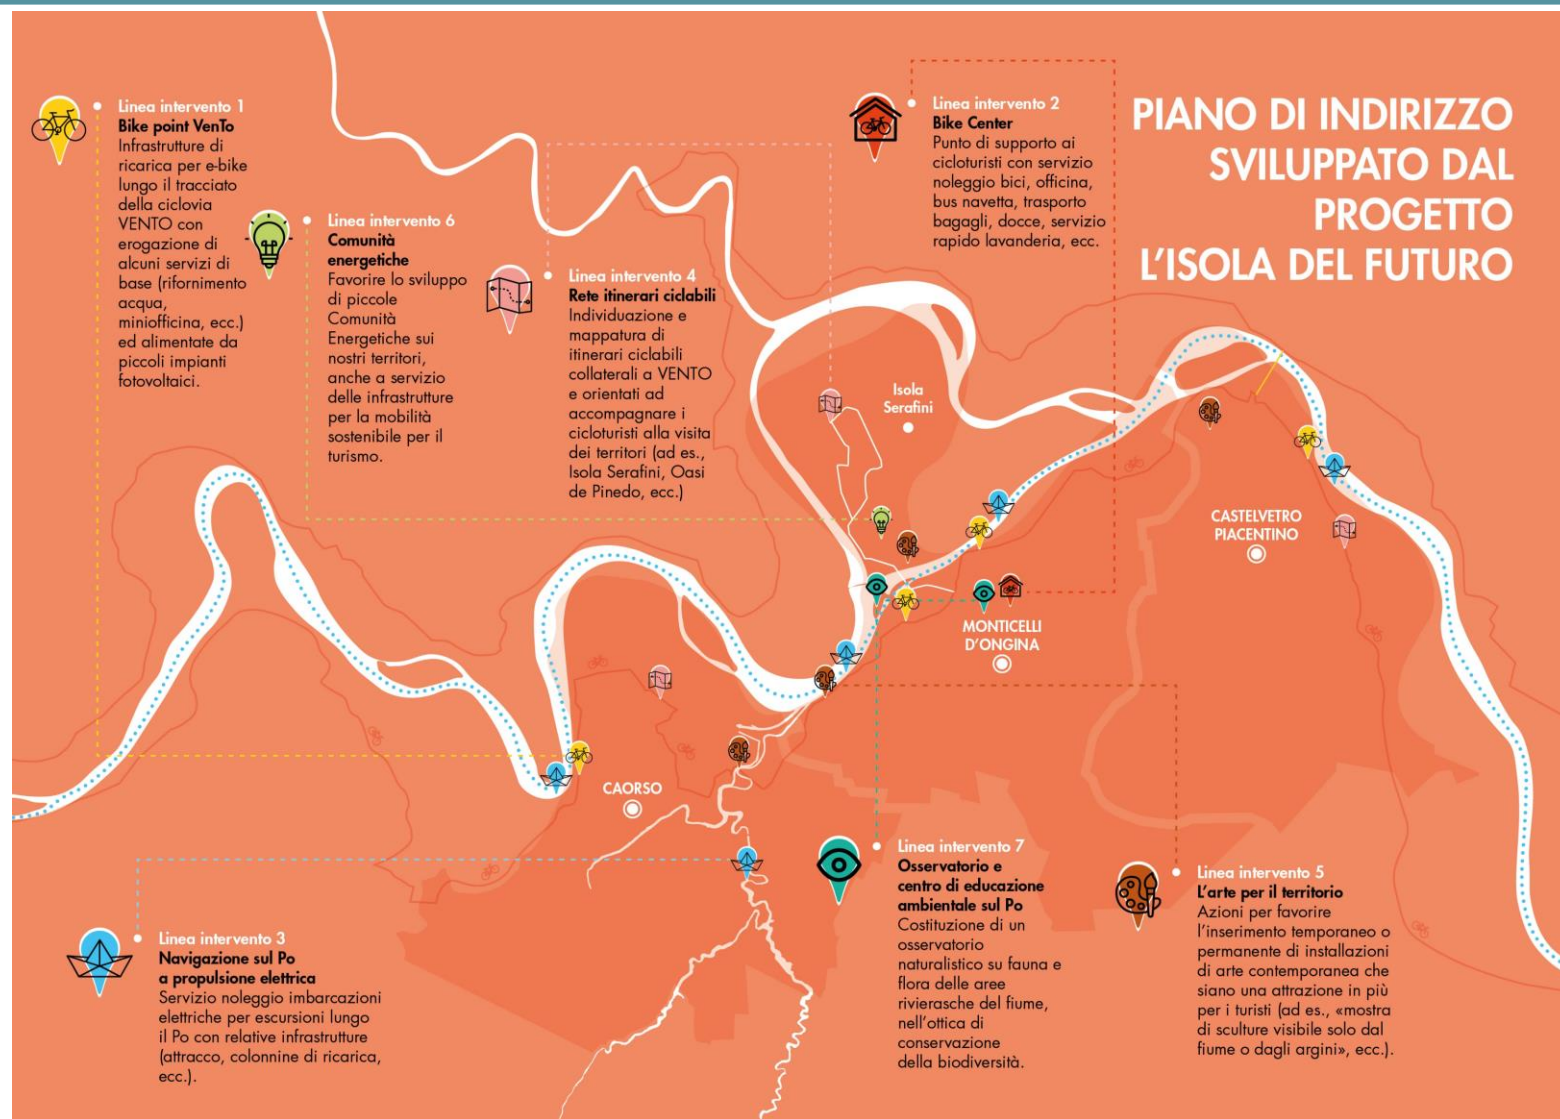 PIANO DI INDIRIZZO
SVILUPPATO DAL
PROGETTO
L'ISOLA DEL FUTURO
Linea intervento 1
Bike point VenTo
Infrastrutture di
ricarica per e-bike
lungo il tracciato
della ciclovia
VENTO con
erogazione di
alcuni servizi di
base (rifornimento
acqua,
miniofficina, ecc.)
ed alimentate da
piccoli impianti
fotovoltaici.
Linea intervento 6
Comunità
energetiche
Favorire lo sviluppo
di piccole
Comunità
Energetiche sui
nostri territori,
anche a servizio
delle infrastrutture
per la mobilità
sostenibile per il
turismo.
Linea intervento 4
Rete itinerari ciclabili
Individuazione e
mappatura di
itinerari ciclabili
collaterali a VENTO
e orientati ad
accompagnare i
cicloturisti alla visita
dei territori (ad es.,
Isola Serafini, Oasi
de Pinedo, ecc.)
Linea intervento 2
Bike Center
Punto di supporto ai
cicloturisti con servizio
noleggio bici, officina,
bus navetta, trasporto
bagagli, docce, servizio
rapido lavanderia, ecc.
Isola
Serafini
CASTELVETRO
PIACENTINO
MONTICELLI
D'ONGINA
CAORSO
Linea intervento 3
Navigazione sul Po
a propulsione elettrica
Servizio noleggio imbarcazioni
elettriche per escursioni lungo
il Po con relative infrastrutture
(attracco, colonnine di ricarica,
ecc.).
Linea intervento 7
Osservatorio e
centro di educazione
ambientale sul Po
Costituzione di un
osservatorio
naturalistico su fauna e
flora delle aree
rivierasche del fiume,
nell'ottica di
conservazione
della biodiversità.
Linea intervento 5
L'arte per il territorio
Azioni per favorire
l'inserimento temporaneo o
permanente di installazioni
di arte contemporanea che
siano una attrazione in più
per i turisti (ad es., «mostra
di sculture visibile solo dal
fiume o dagli argini», ecc.).